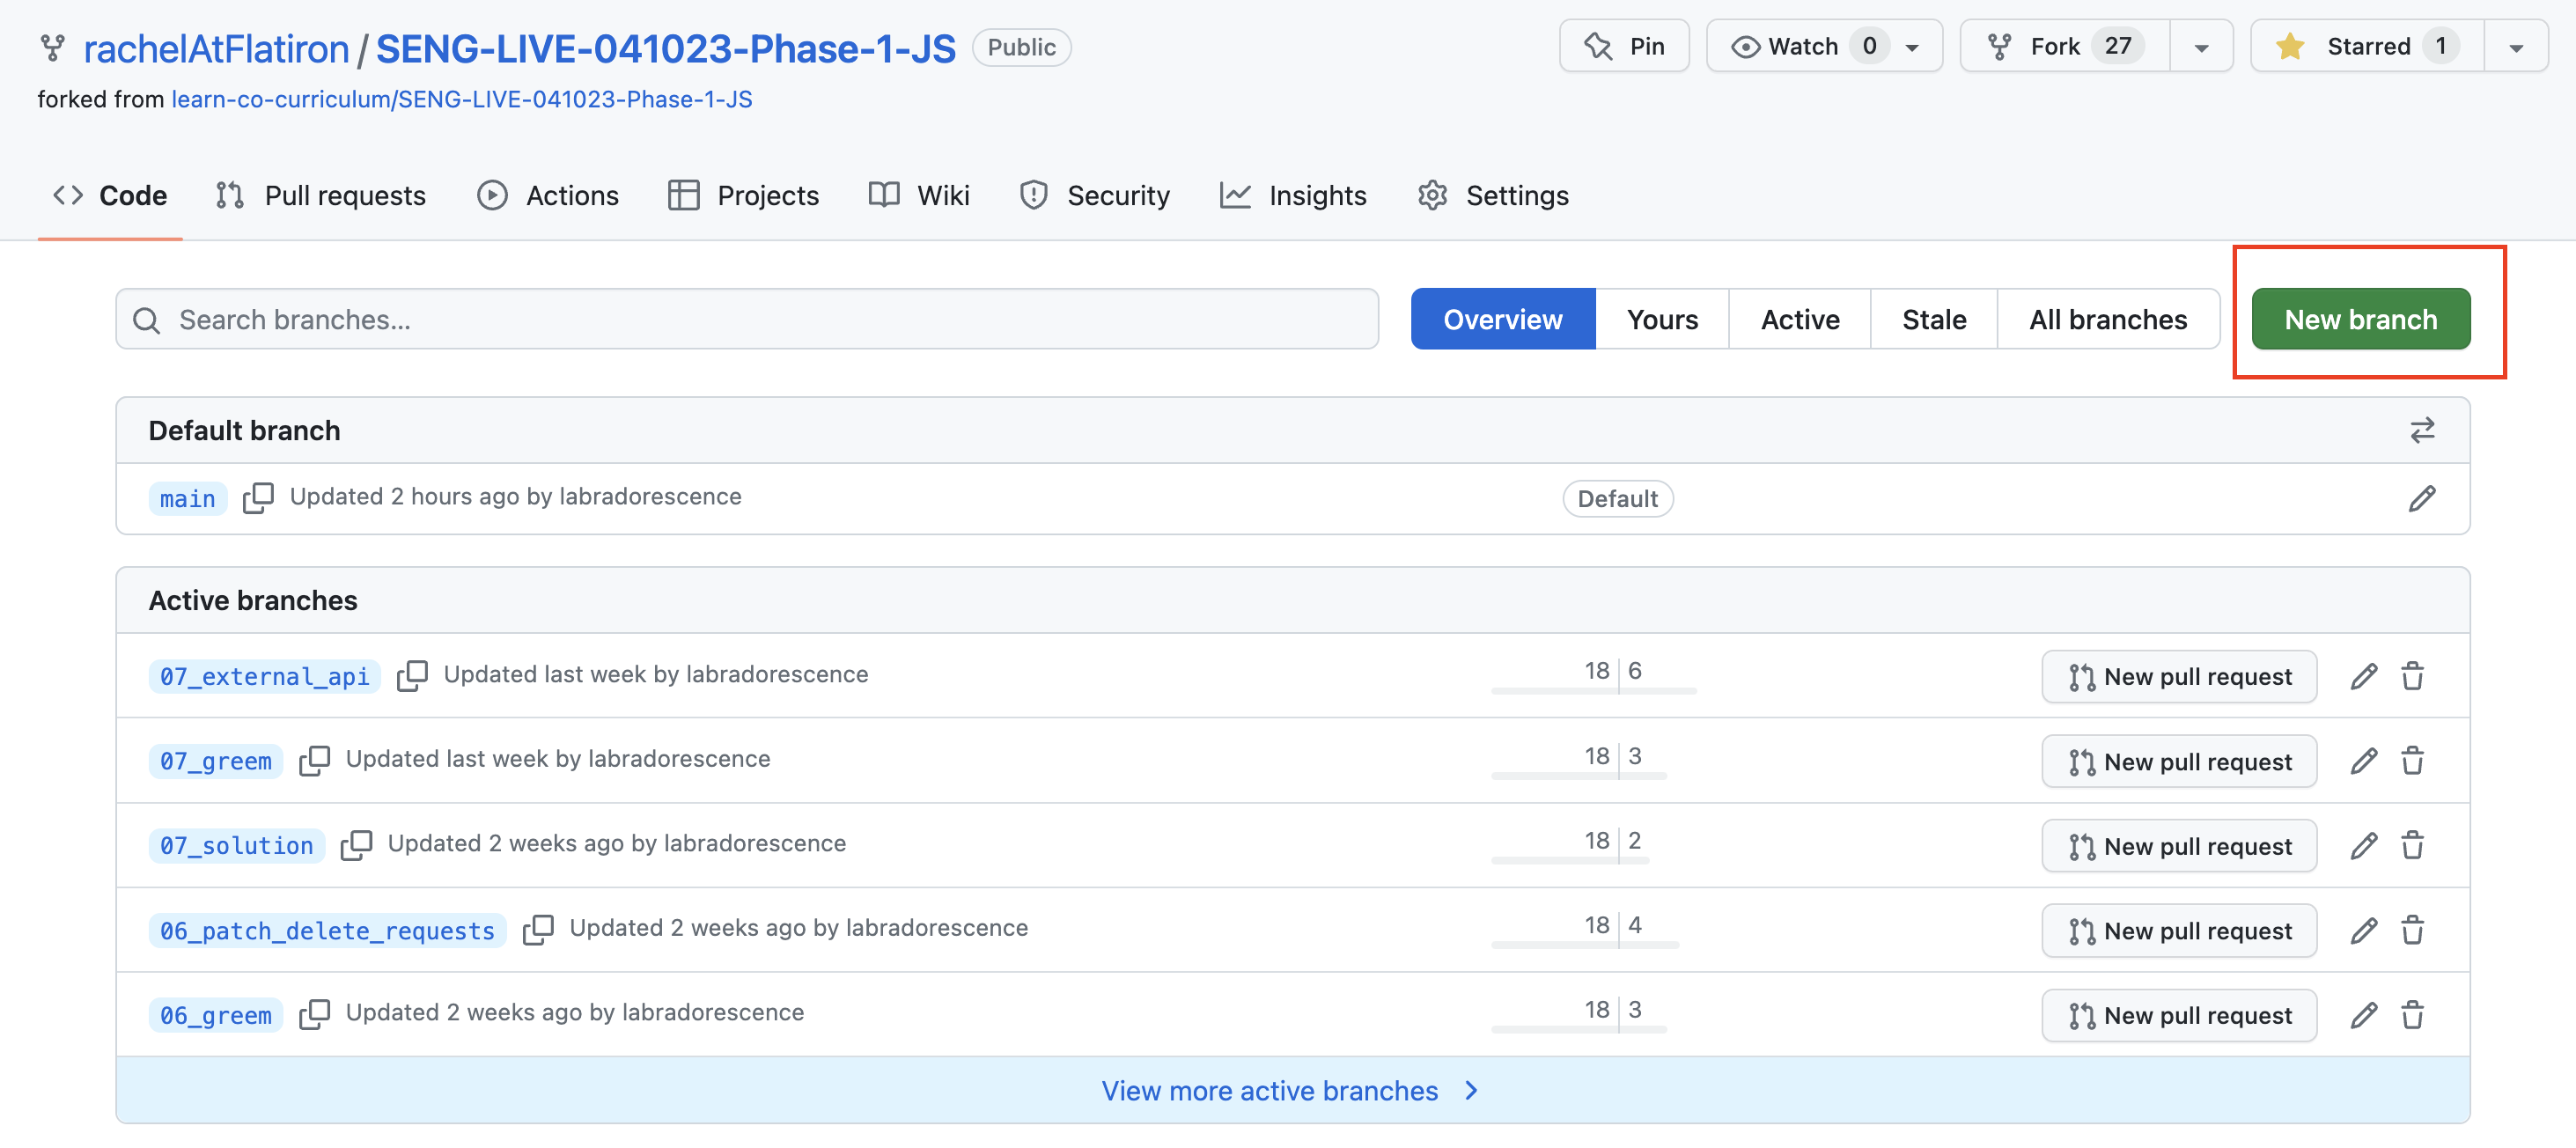 rachelAtFlatiron / SENG-LIVE-041023-Phase-1-JS Public Pin Watch 0 Fork 27 Starred 1
forked from learn-co-curriculum/SENG-LIVE-041023-Phase-1-JS
Code Pull requests Actions Projects Wiki Security Insights Settings
Search branches... Overview Yours Active Stale All branches New branch
Default branch
main Updated 2 hours ago by labradorescence Default
Active branches
07_external_api Updated last week by labradorescence 18 6 New pull request
07_greem Updated last week by labradorescence 18 3 New pull request
07_solution Updated 2 weeks ago by labradorescence 18 2 New pull request
06_patch_delete_requests Updated 2 weeks ago by labradorescence 18 4 New pull request
06_greem Updated 2 weeks ago by labradorescence 18 3 New pull request
View more active branches